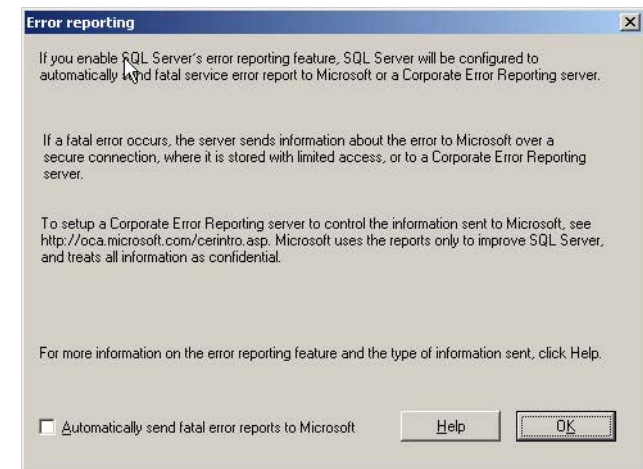 Error reporting
If you enable SQL Server's error reporting feature, SQL Server will be configured to
automatically send fatal service error report to Microsoft or a Corporate Error Reporting server.
If a fatal error occurs, the server sends information about the error to Microsoft over a
secure connection, where it is stored with limited access, or to a Corporate Error Reporting
server.
To setup a Corporate Error Reporting server to control the information sent to Microsoft, see
http://oca.microsoft.com/cerintro.asp. Microsoft uses the reports only to improve SQL Server,
and treats all information as confidential.
For more information on the error reporting feature and the type of information sent, click Help.
Automatically send fatal error reports to Microsoft
Help
OK